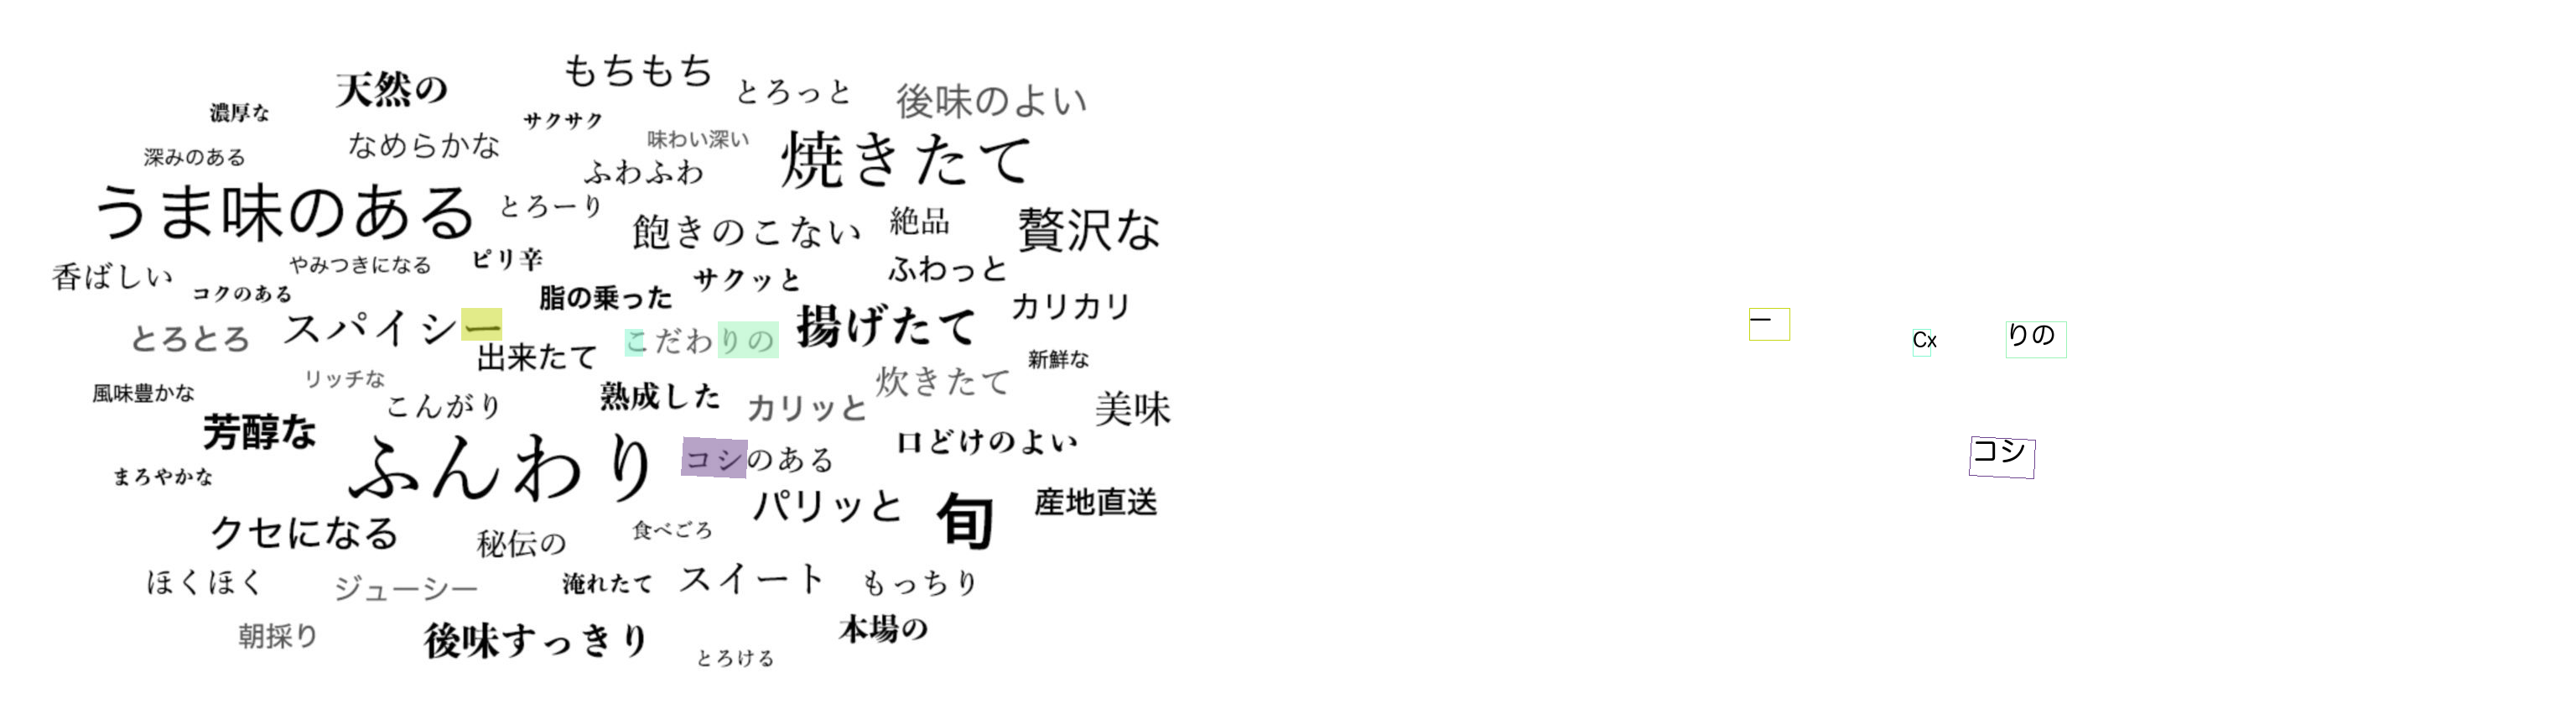 もちもち
天然の
とろっと
後味のよい
濃厚な
サクサク
味わい深い
なめらかな
焼きたて
深みのある
ふわふわ
うま味のある
とろーり
飽きのこない
絶品
贅沢な
やみつきになる
ピリ辛
香ばしい
サクッと
ふわっと
コクのある
脂の乗った
カリカリ
スパイシー
とろとろ
こだわりの
揚げたて
出来たて
新鮮な
リッチな
炊きたて
風味豊かな
こんがり
熟成した
カリッと
美味
芳醇な
口どけのよい
ふんわり
コシのある
まろやかな
パリッと
旬
産地直送
クセになる
秘伝の
食べごろ
ほくほく
ジューシー
淹れたて
スイート
もっちり
朝採り
後味すっきり
本場の
とろける
ー
Cx
りの
コシ